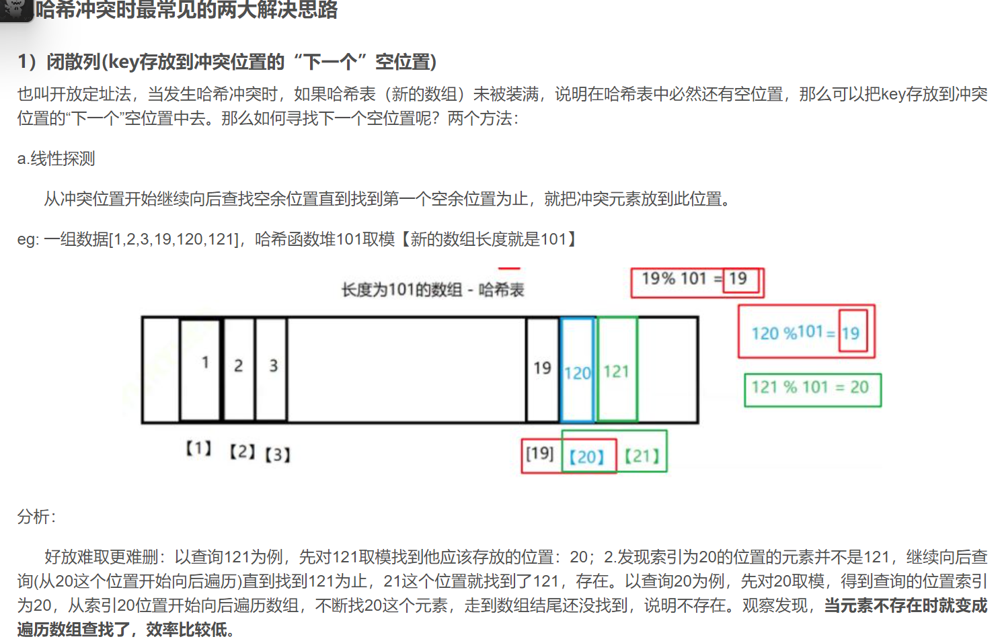 哈希冲突时最常见的两大解决思路
1）闭散列(key存放到冲突位置的“下一个”空位置)
也叫开放定址法，当发生哈希冲突时，如果哈希表（新的数组）未被装满，说明在哈希表中必然还有空位置，那么可以把key存放到冲突
位置的“下一个”空位置中去。那么如何寻找下一个空位置呢？两个方法：
a.线性探测
从冲突位置开始继续向后查找空余位置直到找到第一个空余位置为止，就把冲突元素放到此位置。
eg: 一组数据[1,2,3,19,120,121]，哈希函数堆101取模【新的数组长度就是101】
长度为101的数组 - 哈希表
19% 101 = 19
120 %101= 19
121 % 101 = 20
1 2 3 19 120 121
【1】【2】【3】 [19] 【20】 【21】
分析：
好放难取更难删：以查询121为例，先对121取模找到他应该存放的位置：20；2.发现索引为20的位置的元素并不是121，继续向后查
询(从20这个位置开始向后遍历)直到找到121为止，21这个位置就找到了121，存在。以查询20为例，先对20取模，得到查询的位置索引
为20，从索引20位置开始向后遍历数组，不断找20这个元素，走到数组结尾还没找到，说明不存在。观察发现，当元素不存在时就变成
遍历数组查找了，效率比较低。